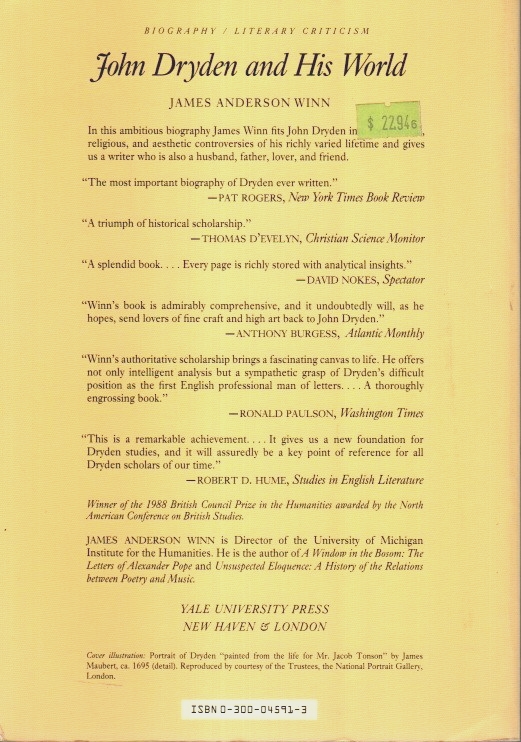 BIOGRAPHY / LITERARY CRITICISM
John Dryden and His World
JAMES ANDERSON WINN
$ 22.946
In this ambitious biography James Winn fits John Dryden in
religious, and aesthetic controversies of his richly varied lifetime and gives
us a writer who is also a husband, father, lover, and friend.
“The most important biography of Dryden ever written.”
—PAT ROGERS, New York Times Book Review
“A triumph of historical scholarship.”
—THOMAS D’EVELYN, Christian Science Monitor
“A splendid book. . . . Every page is richly stored with analytical insights.”
—DAVID NOKES, Spectator
“Winn’s book is admirably comprehensive, and it undoubtedly will, as he
hopes, send lovers of fine craft and high art back to John Dryden.”
—ANTHONY BURGESS, Atlantic Monthly
“Winn’s authoritative scholarship brings a fascinating canvas to life. He offers
not only intelligent analysis but a sympathetic grasp of Dryden’s difficult
position as the first English professional man of letters. . . . A thoroughly
engrossing book.”
—RONALD PAULSON, Washington Times
“This is a remarkable achievement. . . . It gives us a new foundation for
Dryden studies, and it will assuredly be a key point of reference for all
Dryden scholars of our time.”
—ROBERT D. HUME, Studies in English Literature
Winner of the 1988 British Council Prize in the Humanities awarded by the North
American Conference on British Studies.
JAMES ANDERSON WINN is Director of the University of Michigan
Institute for the Humanities. He is the author of A Window in the Bosom: The
Letters of Alexander Pope and Unsuspected Eloquence: A History of the Relations
between Poetry and Music.
YALE UNIVERSITY PRESS
NEW HAVEN & LONDON
Cover illustration: Portrait of Dryden “painted from the life for Mr. Jacob Tonson” by James
Maubert, ca. 1695 (detail). Reproduced by courtesy of the Trustees, the National Portrait Gallery,
London.
ISBN 0-300-04591-3